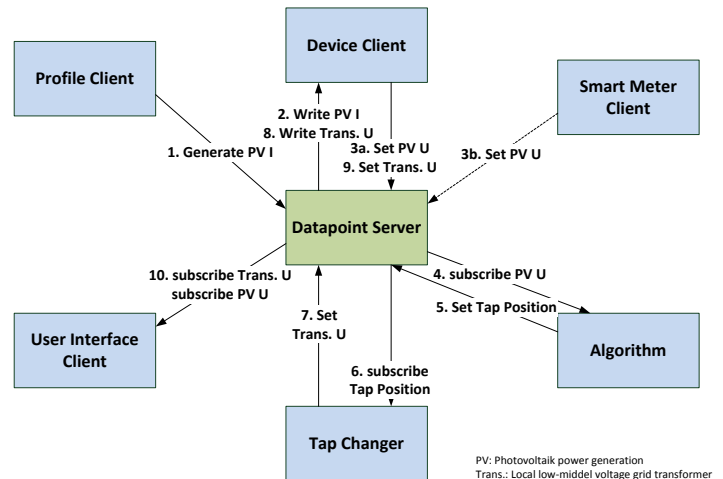 Device Client
Profile Client
Smart Meter
Client
2. Write PV I
8. Write Trans. U
1. Generate PV I
3a. Set PV U
9. Set Trans. U
3b. Set PV U
Datapoint Server
10. subscribe Trans. U
subscribe PV U
4. subscribe PV U
5. Set Tap Position
7. Set
Trans. U
User Interface
Client
Algorithm
6. subscribe
Tap Position
Tap Changer
PV: Photovoltaik power generation
Trans.: Local low-middel voltage grid transformer